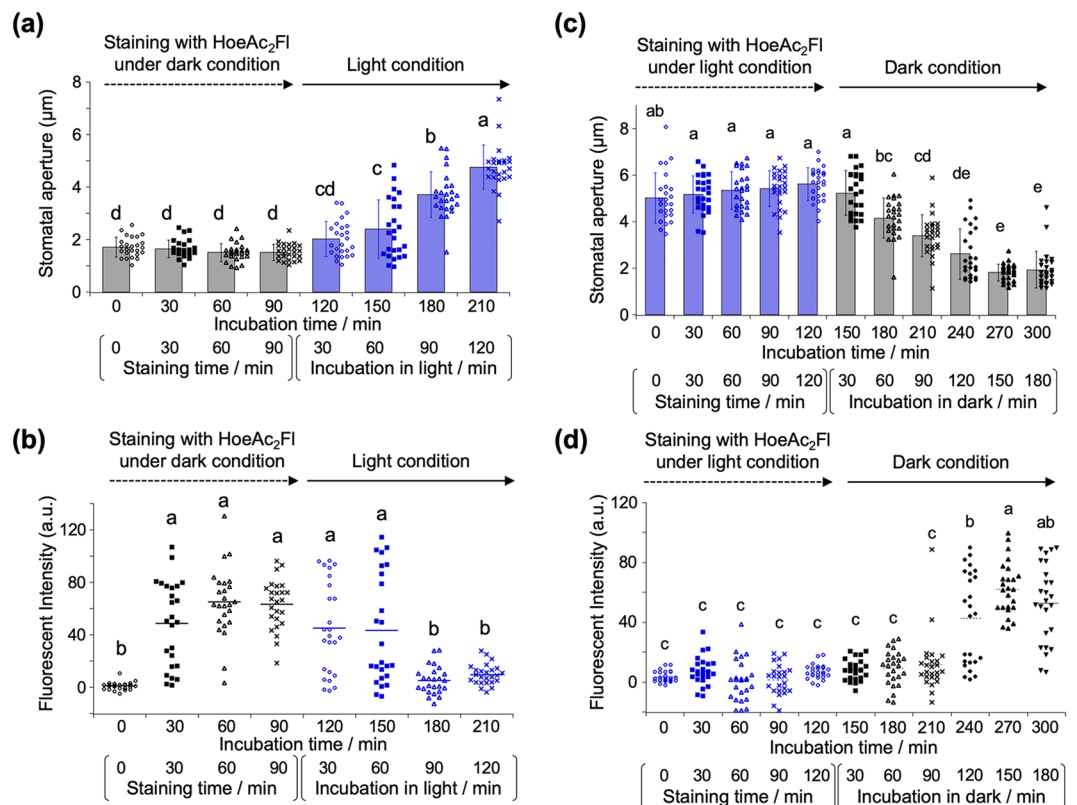 (a)
Staining with HoeAc₂Fl
under dark condition
Light condition
Stomatal aperture (μm)
8
6
4
2
0
d d d d cd c b a
0 30 60 90 120 150 180 210
Incubation time / min
0 30 60 90 30 60 90 120
Staining time / min Incubation in light / min
(c)
Staining with HoeAc₂Fl
under light condition
Dark condition
Stomatal aperture (μm)
8
6
4
2
0
ab a a a a a bc cd de e e
0 30 60 90 120 150 180 210 240 270 300
Incubation time / min
0 30 60 90 120 30 60 90 120 150 180
Staining time / min Incubation in dark / min
(b)
Staining with HoeAc₂Fl
under dark condition
Light condition
Fluorescent Intensity (a.u.)
120
80
40
0
b a a a a a b b
0 30 60 90 120 150 180 210
Incubation time / min
0 30 60 90 30 60 90 120
Staining time / min Incubation in light / min
(d)
Staining with HoeAc₂Fl
under light condition
Dark condition
Fluorescent Intensity (a.u.)
120
80
40
0
c c c c c c c c b a ab
0 30 60 90 120 150 180 210 240 270 300
Incubation time / min
0 30 60 90 120 30 60 90 120 150 180
Staining time / min Incubation in dark / min